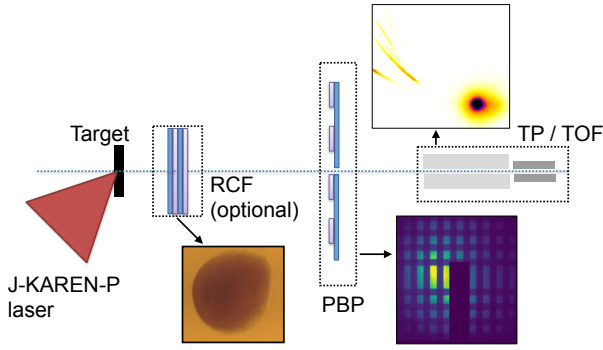 Target
TP / TOF
RCF
(optional)
J-KAREN-P
laser
PBP